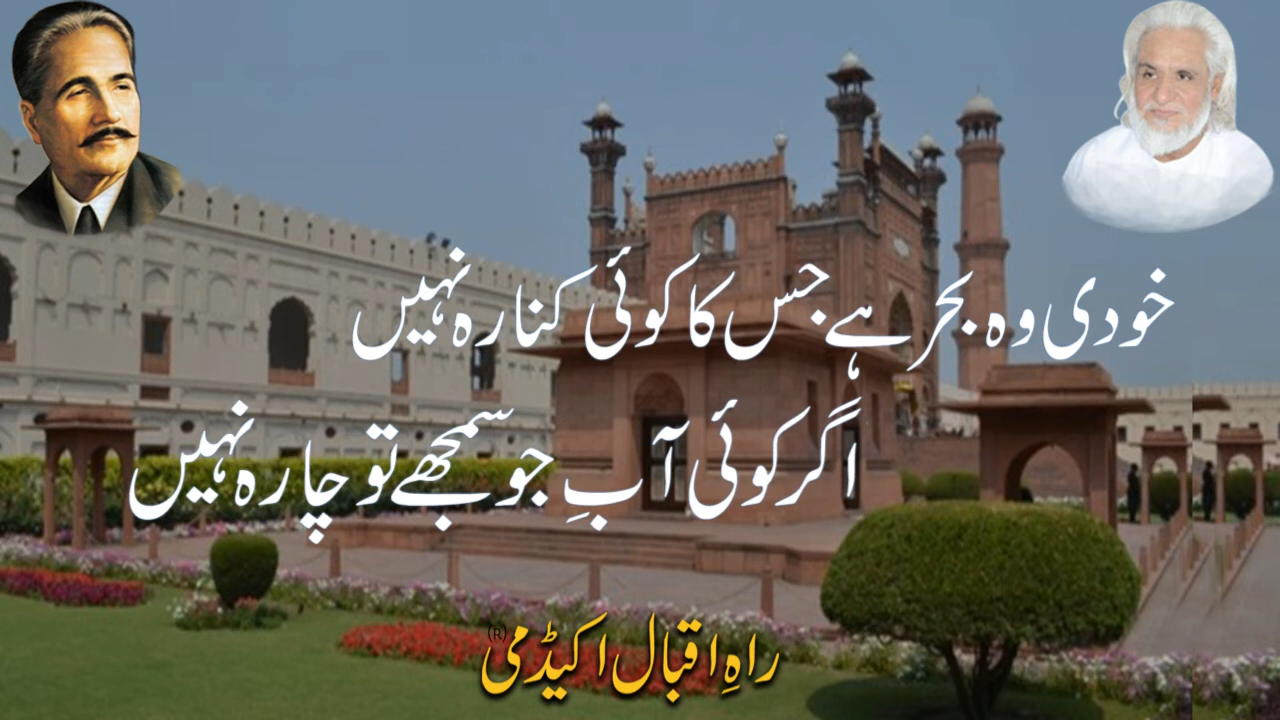 خودی وہ بحر ہے جس کا کوئی کنارہ نہیں
اگر کوئی آبِ جو سمجھے تو چارہ نہیں
راہِ اقبال اکیڈمی (R)